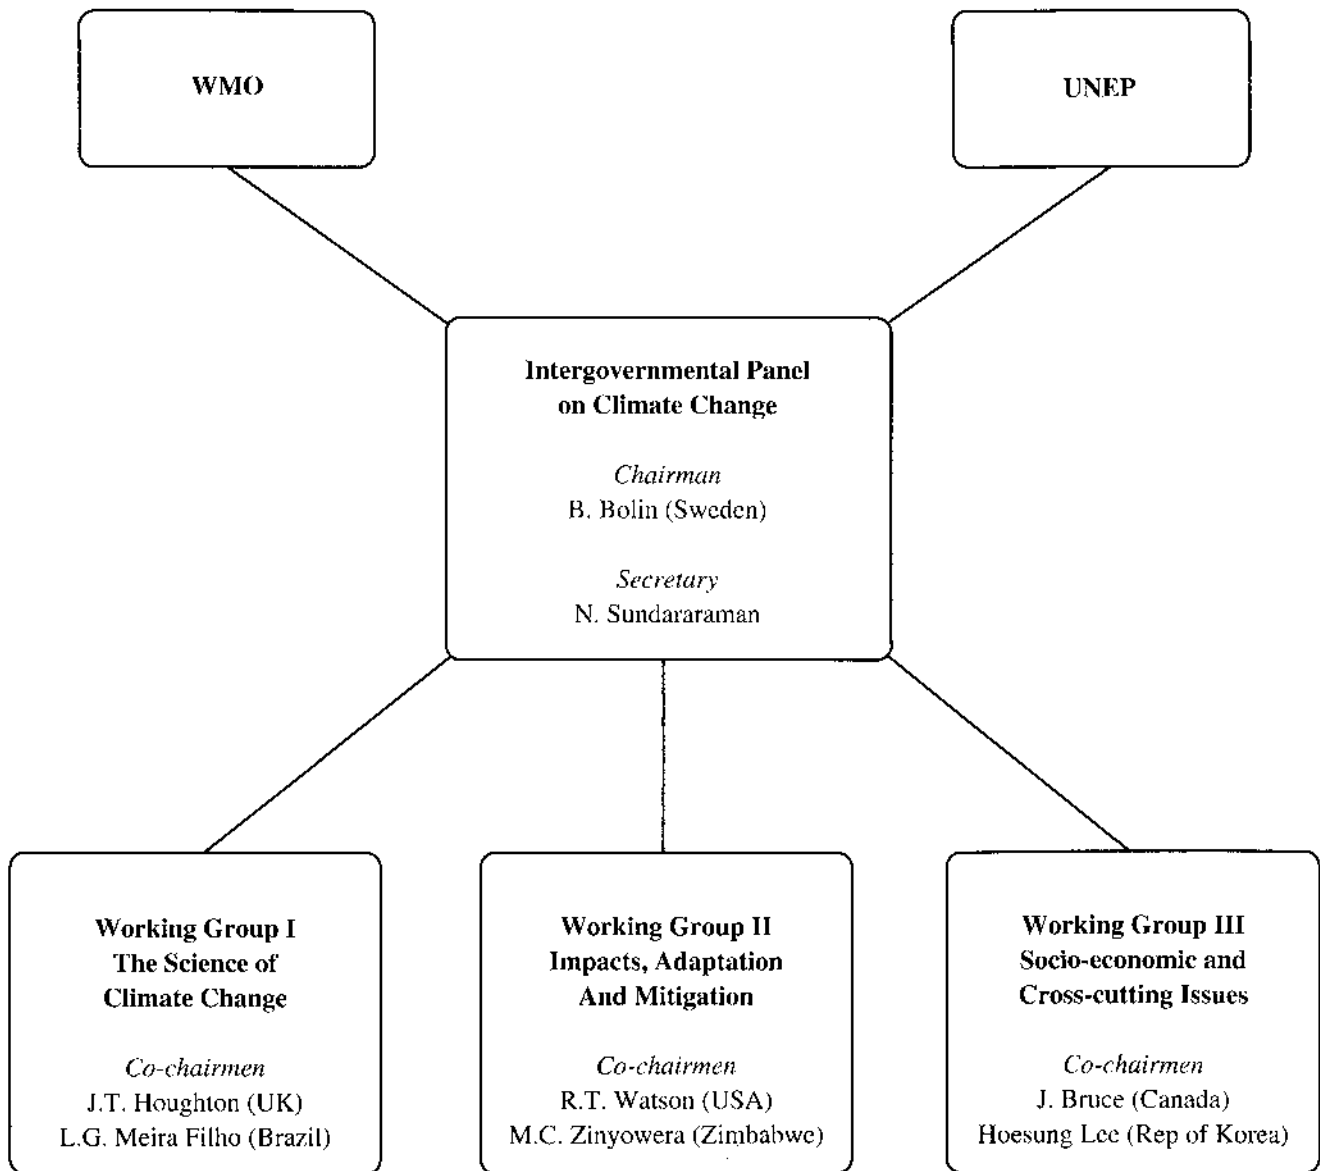 WMO
UNEP
Intergovernmental Panel
on Climate Change
Chairman
B. Bolin (Sweden)
Secretary
N. Sundararaman
Working Group I
The Science of
Climate Change
Co-chairmen
J.T. Houghton (UK)
L.G. Meira Filho (Brazil)
Working Group II
Impacts, Adaptation
And Mitigation
Co-chairmen
R.T. Watson (USA)
M.C. Zinyowera (Zimbabwe)
Working Group III
Socio-economic and
Cross-cutting Issues
Co-chairmen
J. Bruce (Canada)
Hoesung Lee (Rep of Korea)